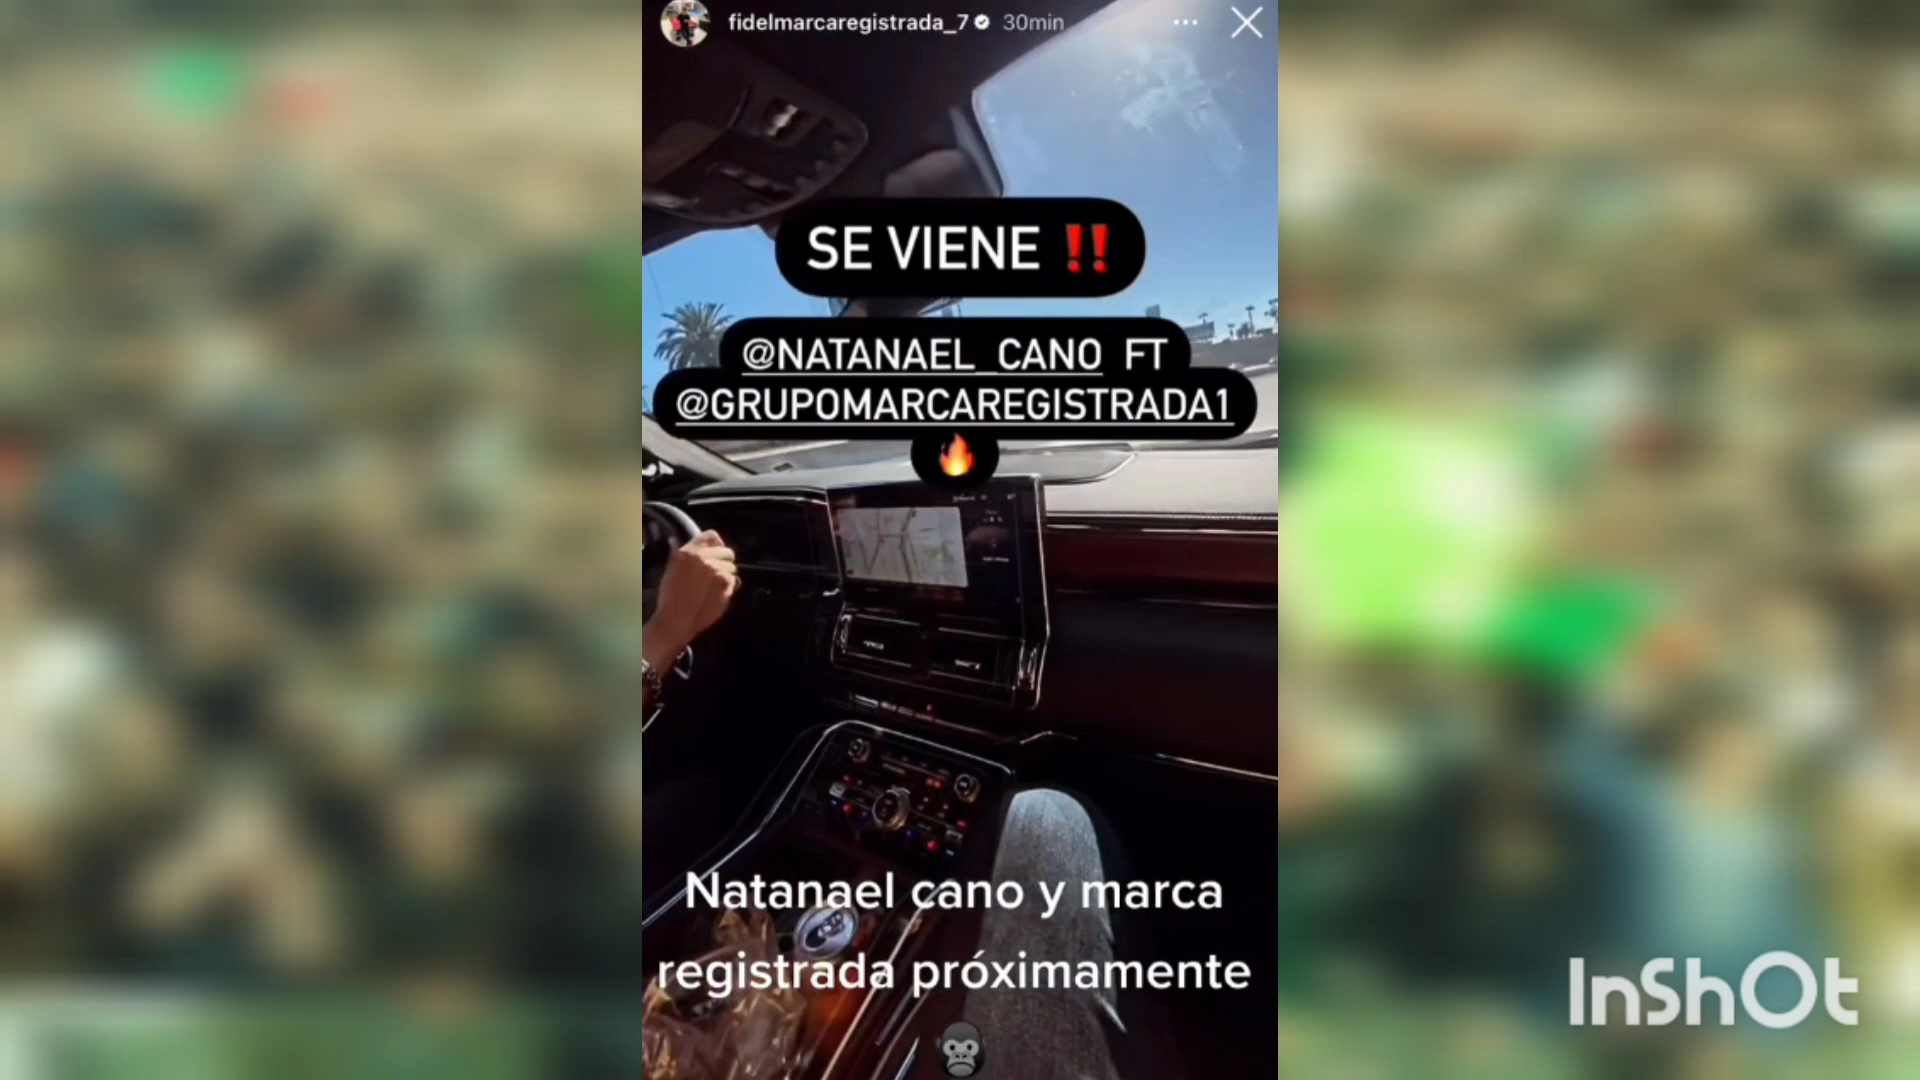 fidelmarcaregistrada_7 30min
SE VIENE ‼️
@NATANAEL_CANO FT
@GRUPOMARCAREGISTRADA1
🔥
Natanael cano y marca
registrada próximamente
InShOt